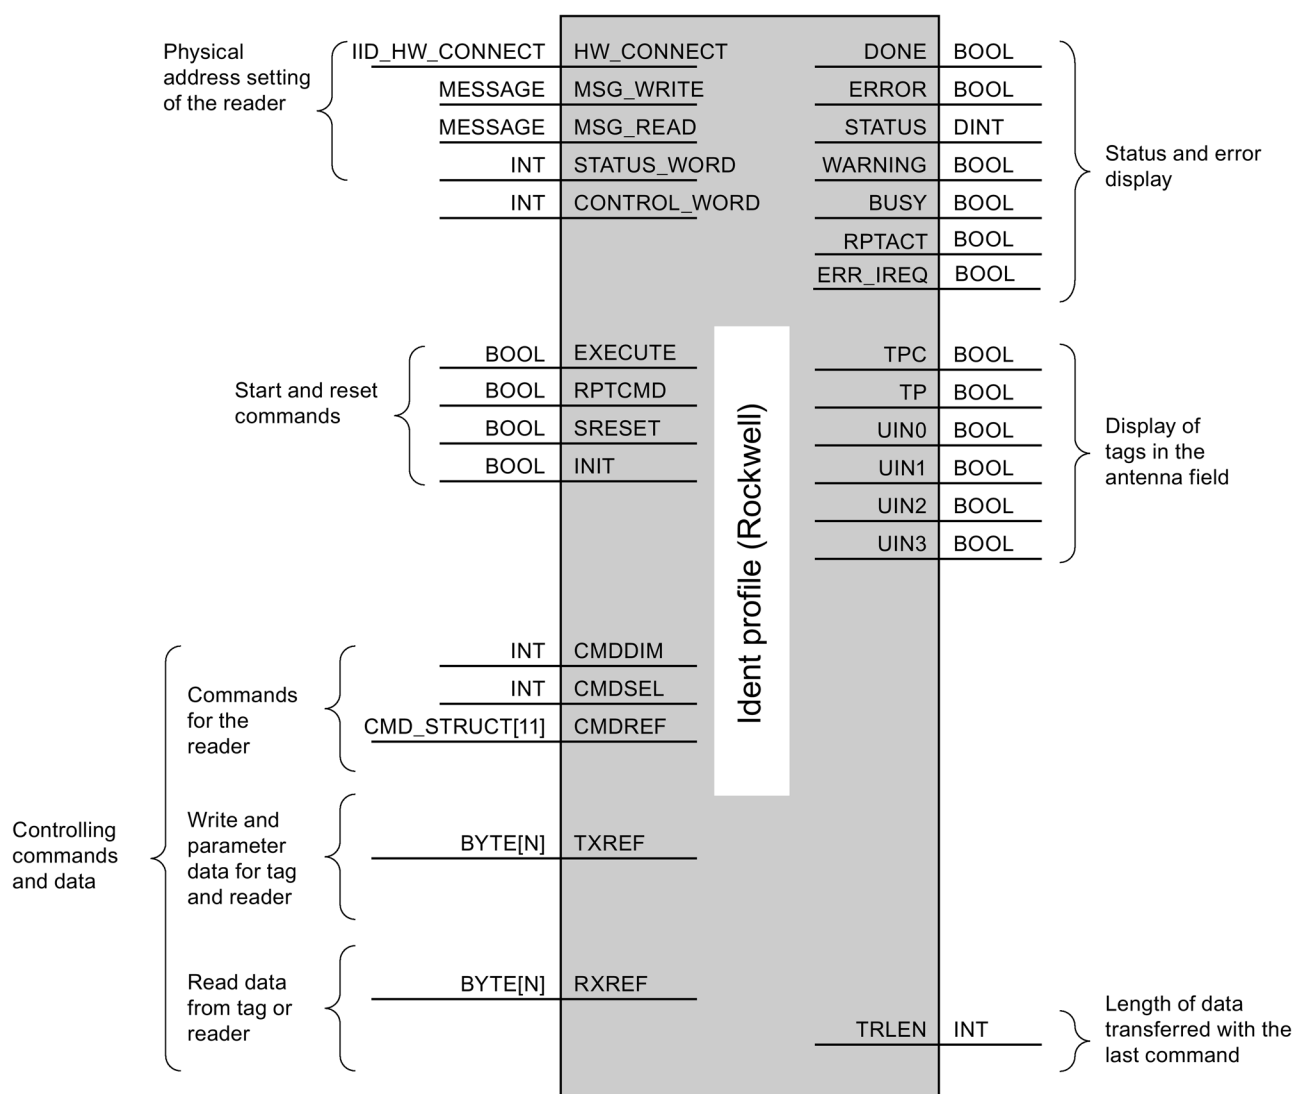 Physical
address setting
of the reader
IID_HW_CONNECT HW_CONNECT
MESSAGE MSG_WRITE
MESSAGE MSG_READ
INT STATUS_WORD
INT CONTROL_WORD
DONE BOOL
ERROR BOOL
STATUS DINT
WARNING BOOL
BUSY BOOL
RPTACT BOOL
ERR_IREQ BOOL
Status and error
display
Start and reset
commands
BOOL EXECUTE
BOOL RPTCMD
BOOL SRESET
BOOL INIT
TPC BOOL
TP BOOL
UIN0 BOOL
UIN1 BOOL
UIN2 BOOL
UIN3 BOOL
Display of
tags in the
antenna field
Ident profile (Rockwell)
Controlling
commands
and data
Commands
for the
reader
INT CMDDIM
INT CMDSEL
CMD_STRUCT[11] CMDREF
Write and
parameter
data for tag
and reader
BYTE[N] TXREF
Read data
from tag or
reader
BYTE[N] RXREF
TRLEN INT
Length of data
transferred with the
last command